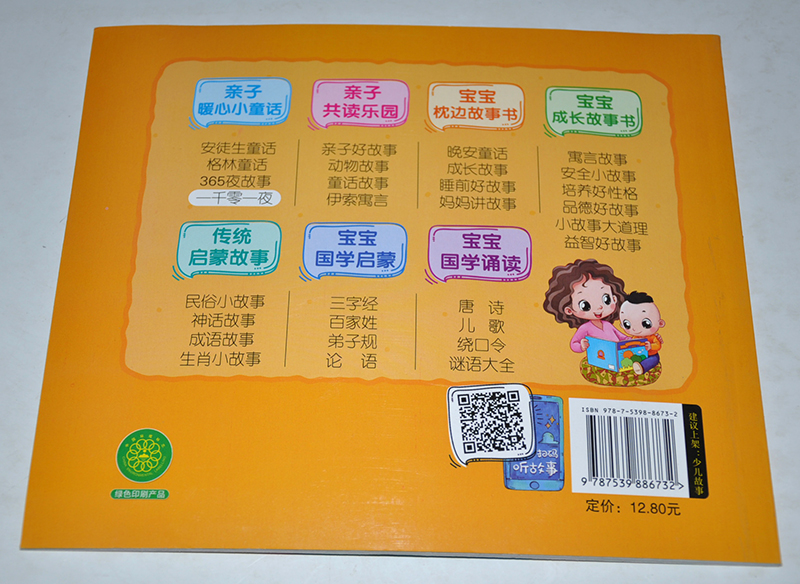 亲子
暖心小童话
安徒生童话
格林童话
365夜故事
一千零一夜
亲子
共读乐园
亲子好故事
动物故事
童话故事
伊索寓言
宝宝
枕边故事书
晚安童话
成长故事
睡前好故事
妈妈讲故事
宝宝
成长故事书
寓言故事
安全小故事
培养好性格
品德好故事
小故事大道理
益智好故事
传统
启蒙故事
民俗小故事
神话故事
成语故事
生肖小故事
宝宝
国学启蒙
三字经
百家姓
弟子规
论 语
宝宝
国学诵读
唐 诗
儿 歌
绕口令
谜语大全
绿色印刷产品
扫码
听故事
ISBN 978-7-5398-8673-2
9 787539 886732
建议上架：少儿故事
定价：12.80元